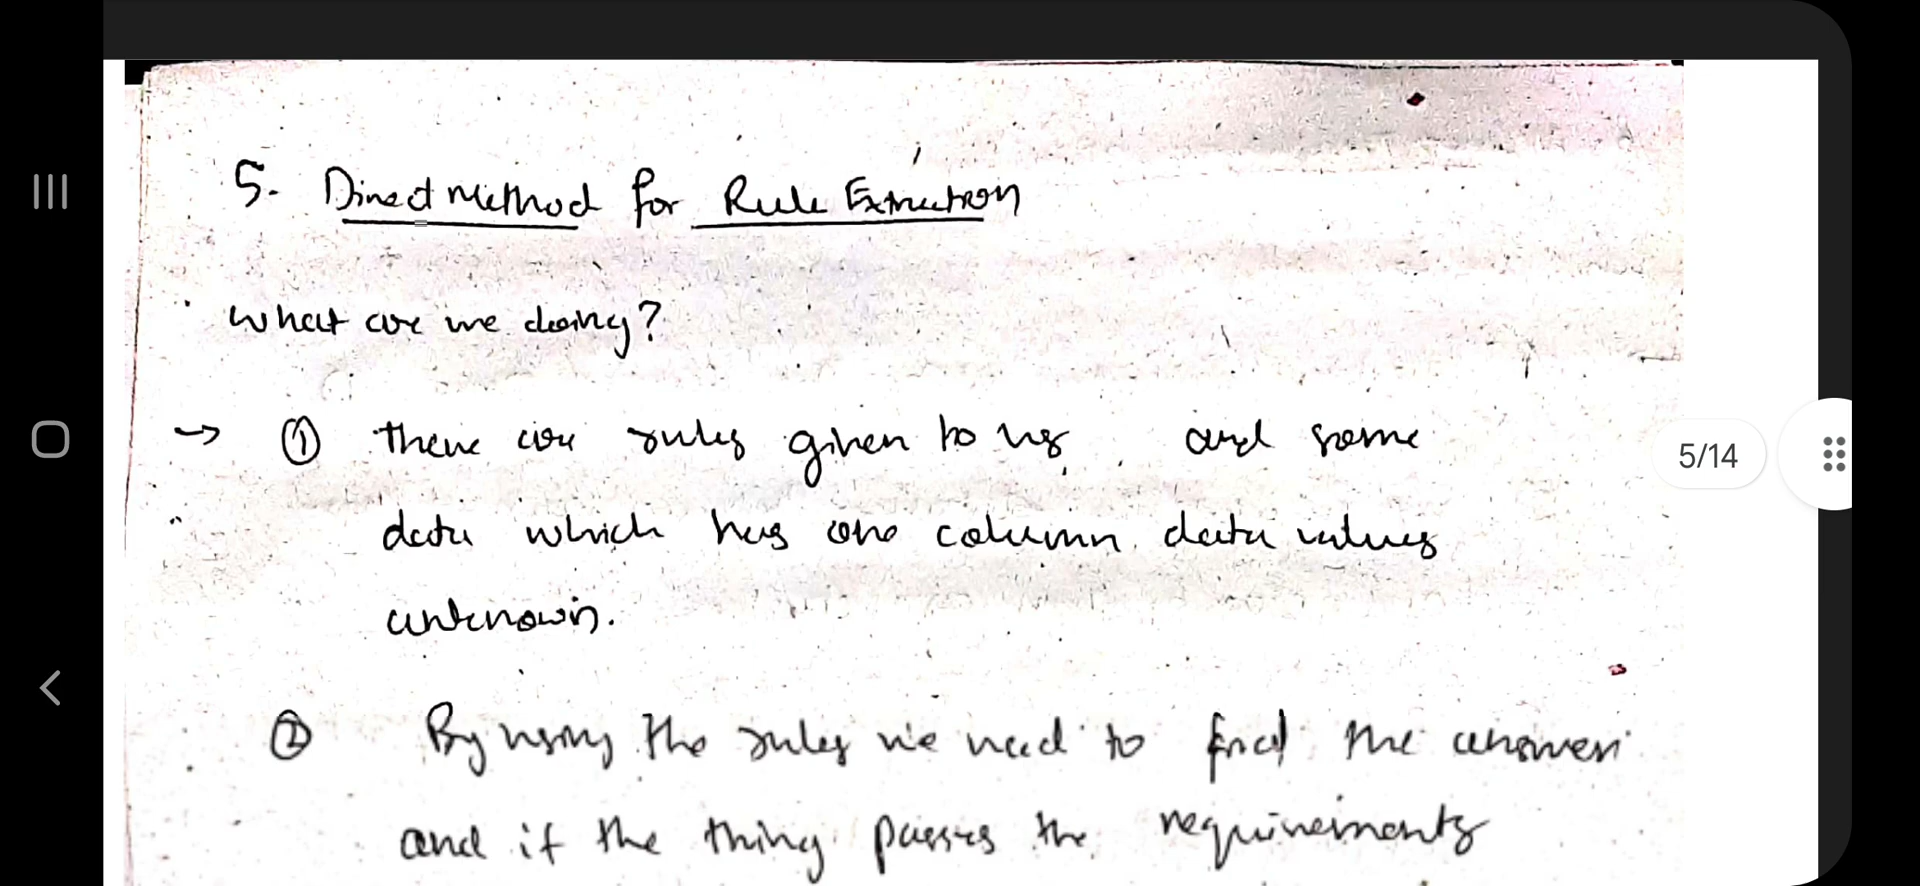 5. Direct Method for Rule Extraction
What are we doing?
→ ① there are rules given to us, and some
data which has one column data values
unknown.
5/14
② By using the rules we need to find the answer
and if the thing passes the requirements